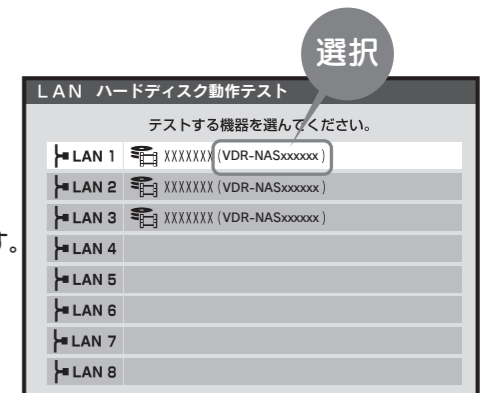 選択
LAN ハードディスク動作テスト
テストする機器を選んでください。
LAN 1 XXXXXXX (VDR-NASxxxxxx)
LAN 2 XXXXXXX (VDR-NASxxxxxx)
LAN 3 XXXXXXX (VDR-NASxxxxxx)
す。
LAN 4
LAN 5
LAN 6
LAN 7
LAN 8